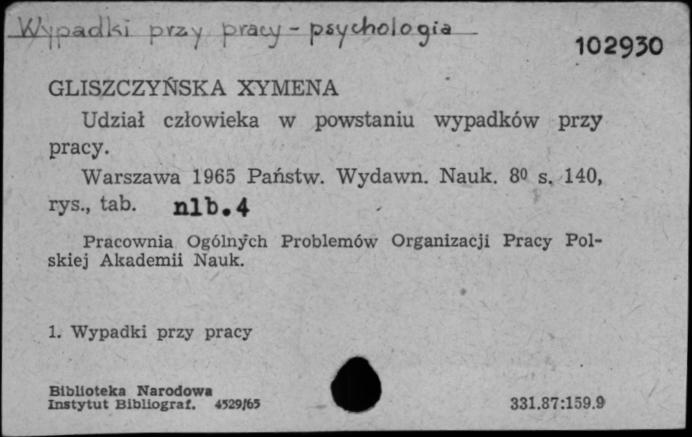 Wypadki przy pracy - psychologia
102930
GLISZCZYŃSKA XYMENA
Udział człowieka w powstaniu wypadków przy
pracy.
Warszawa 1965 Państw. Wydawn. Nauk. 8⁰ s. 140,
rys., tab. nlb.4
Pracownia Ogólnych Problemów Organizacji Pracy Pol-
skiej Akademii Nauk.
1. Wypadki przy pracy
Biblioteka Narodowa
Instytut Bibliograf. 4529/65
331.87:159.9